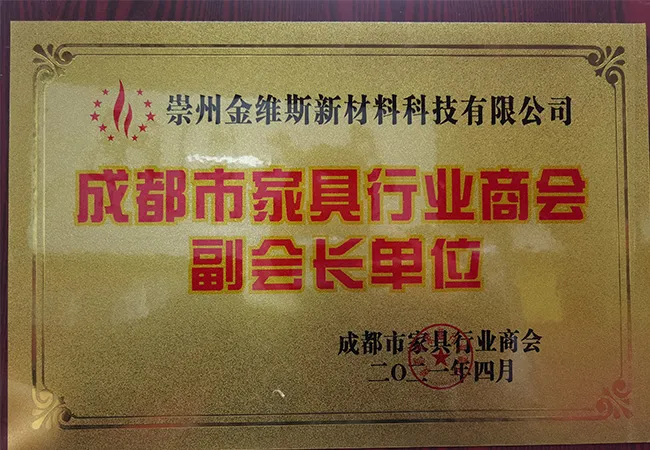 崇州金维斯新材料科技有限公司
成都市家具行业商会
副会长单位
成都市家具行业商会
二〇二一年四月